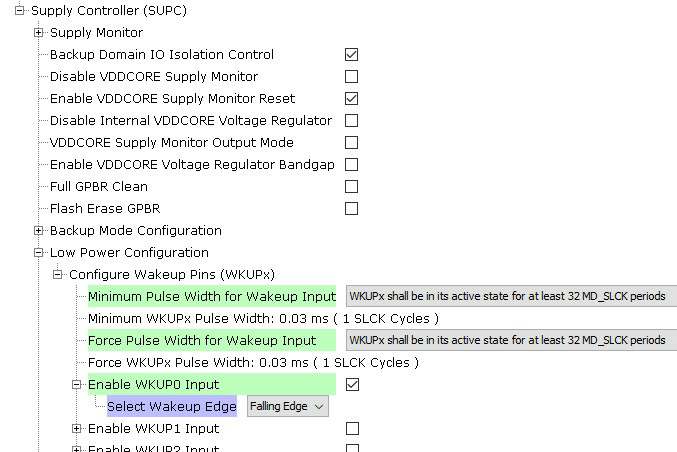 Supply Controller (SUPC)
Supply Monitor
Backup Domain IO Isolation Control
Disable VDDCORE Supply Monitor
Enable VDDCORE Supply Monitor Reset
Disable Internal VDDCORE Voltage Regulator
VDDCORE Supply Monitor Output Mode
Enable VDDCORE Voltage Regulator Bandgap
Full GPBR Clean
Flash Erase GPBR
Backup Mode Configuration
Low Power Configuration
Configure Wakeup Pins (WKUPx)
Minimum Pulse Width for Wakeup Input WKUPx shall be in its active state for at least 32 MD_SLCK periods
Minimum WKUPx Pulse Width: 0.03 ms ( 1 SLCK Cycles )
Force Pulse Width for Wakeup Input WKUPx shall be in its active state for at least 32 MD_SLCK periods
Force WKUPx Pulse Width: 0.03 ms ( 1 SLCK Cycles )
Enable WKUP0 Input
Select Wakeup Edge Falling Edge
Enable WKUP1 Input
Enable WKUP2 Input